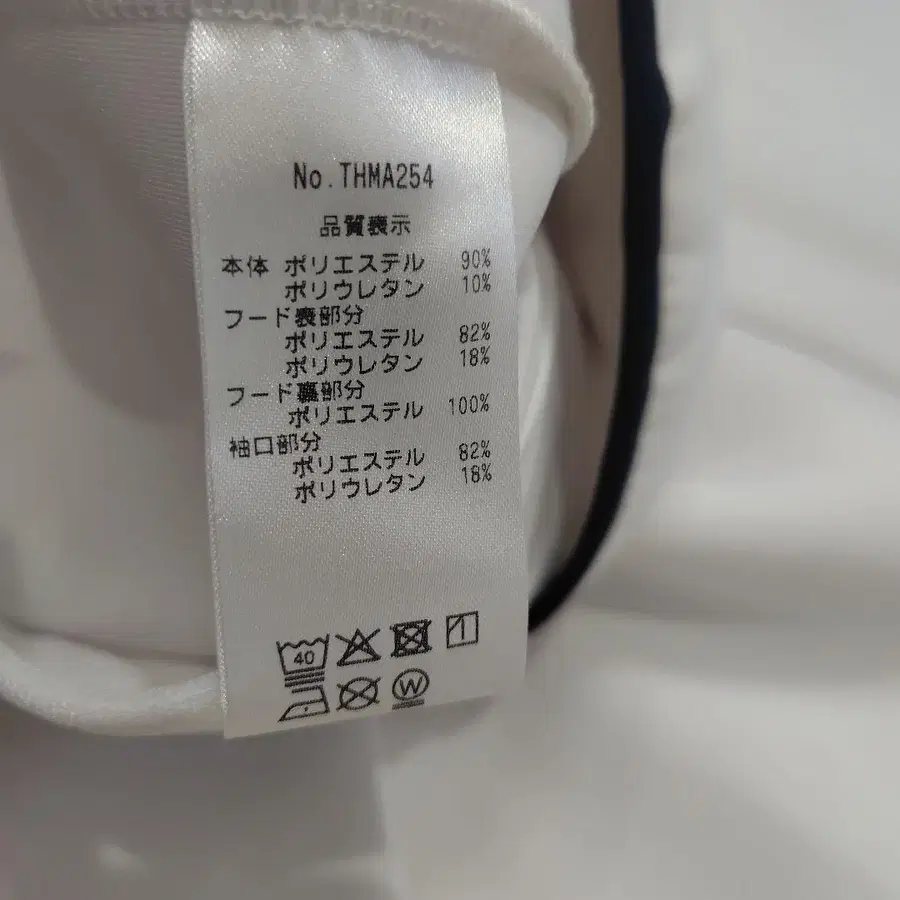 No.THMA254
品質表示
本体 ポリエステル 90%
ポリウレタン 10%
フード表部分
ポリエステル 82%
ポリウレタン 18%
フード裏部分
ポリエステル 100%
袖口部分
ポリエステル 82%
ポリウレタン 18%
40
W